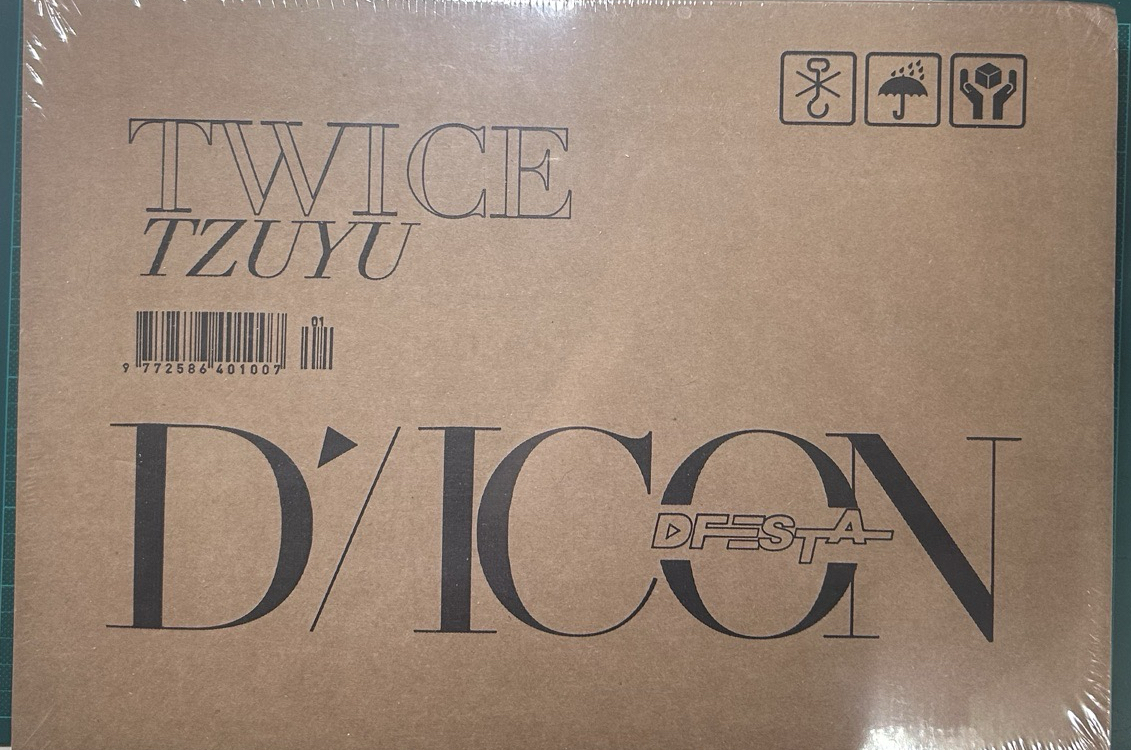 TWICE
TZUYU
01
9 772586 401007
D'/ICON
DFESTA